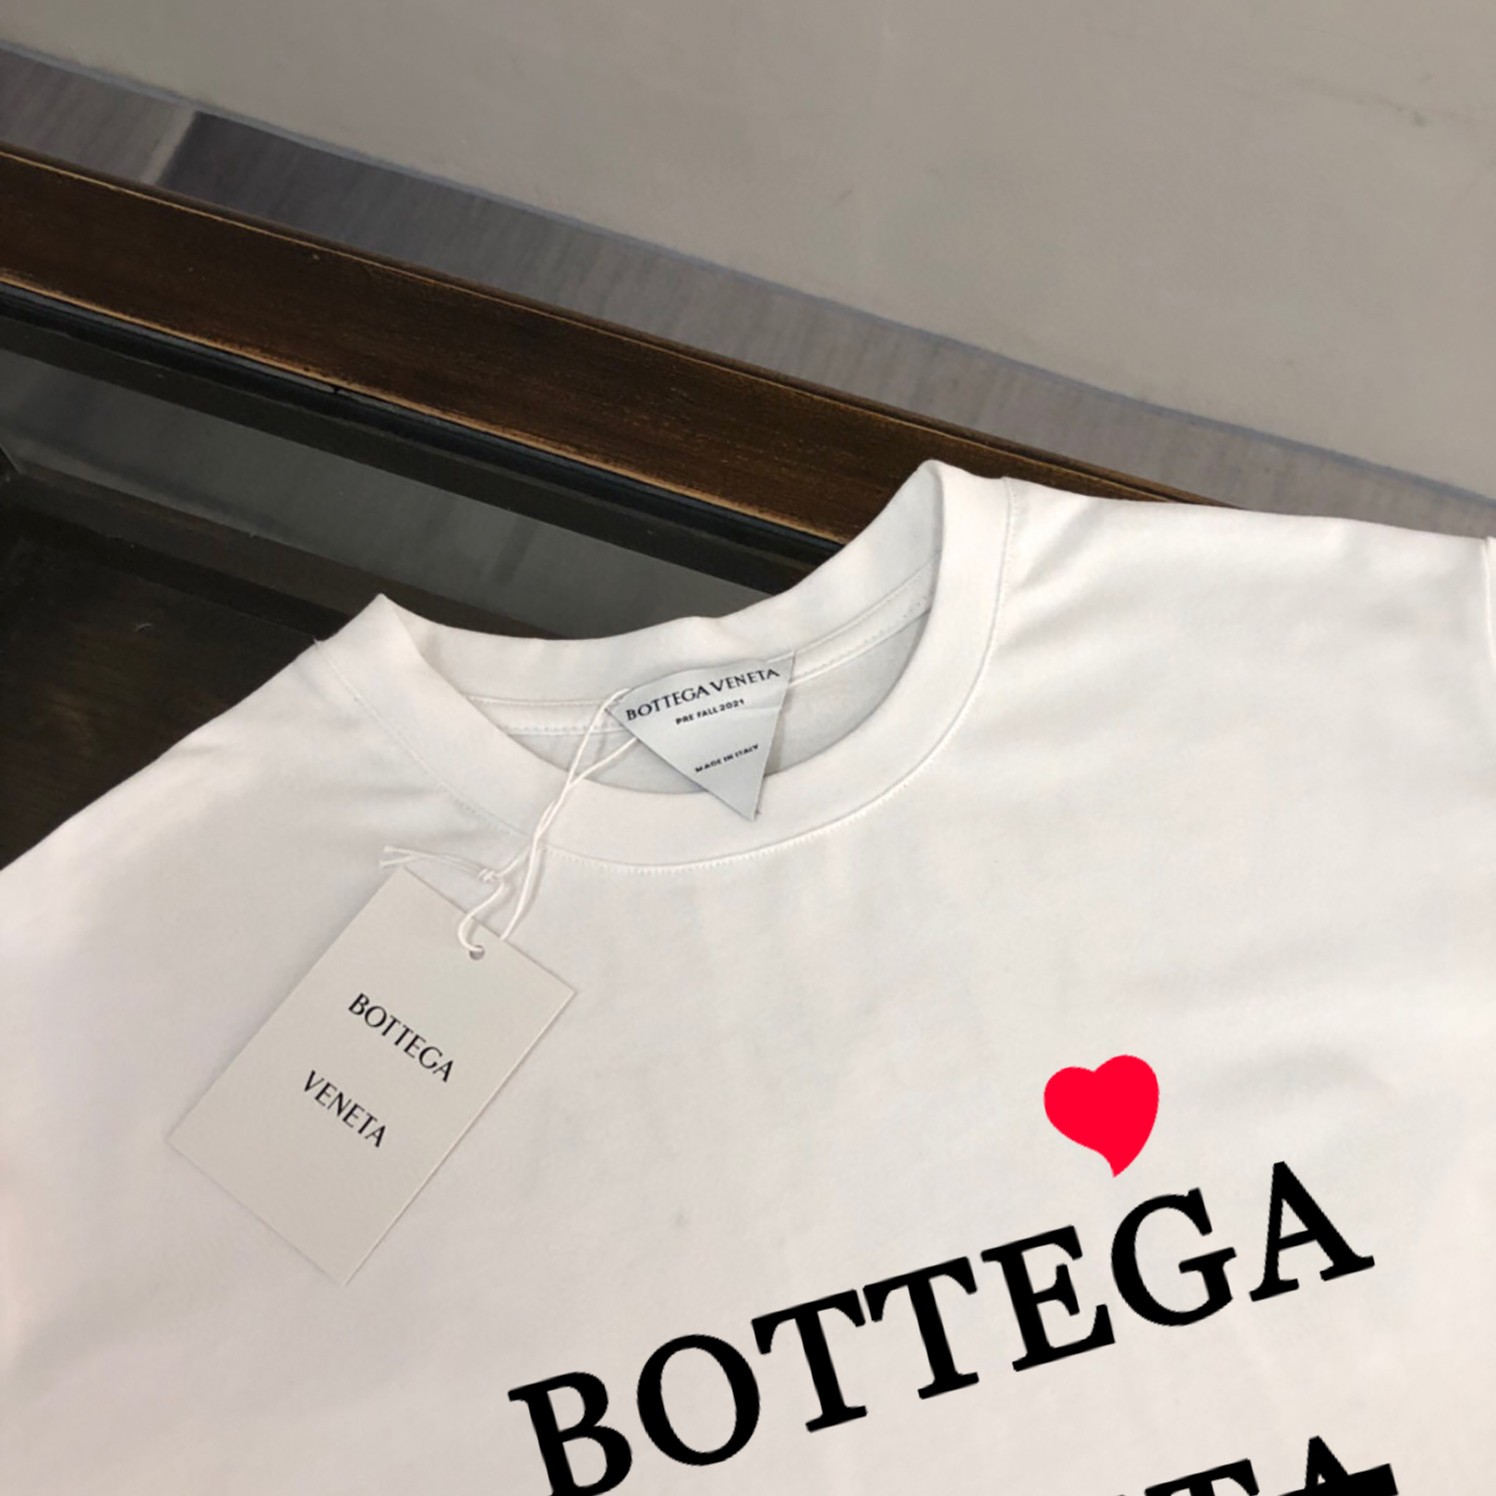 BOTTEGA VENETA
PRE FALL 2021
MADE IN ITALY
BOTTEGA
VENETA
BOTTEGA